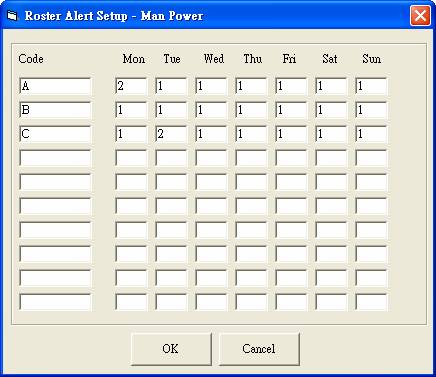 Roster Alert Setup - Man Power
Code Mon Tue Wed Thu Fri Sat Sun
A 2 1 1 1 1 1 1
B 1 1 1 1 1 1 1
C 1 2 1 1 1 1 1
OK Cancel